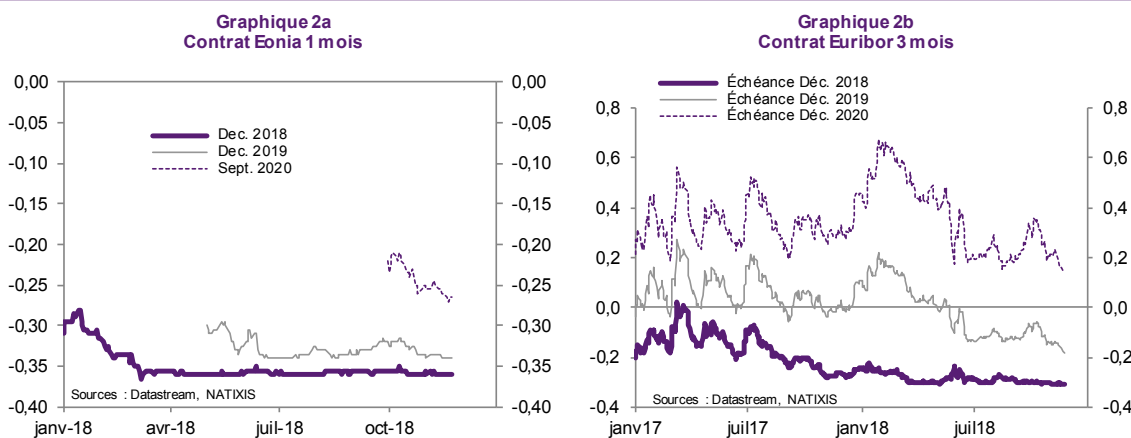 Graphique 2a
Contrat Eonia 1 mois
0,00
-0,05
-0,10
-0,15
-0,20
-0,25
-0,30
-0,35
-0,40
0,00
-0,05
-0,10
-0,15
-0,20
-0,25
-0,30
-0,35
-0,40
Dec. 2018
Dec. 2019
Sept. 2020
Sources : Datastream, NATIXIS
janv-18
avr-18
juil-18
oct-18
Graphique 2b
Contrat Euribor 3 mois
Échéance Déc. 2018
Échéance Déc. 2019
Échéance Déc. 2020
0,8
0,6
0,4
0,2
0,0
-0,2
-0,4
0,8
0,6
0,4
0,2
0,0
-0,2
-0,4
Sources : Datastream, NATIXIS
janv17
juil17
janv18
juil18